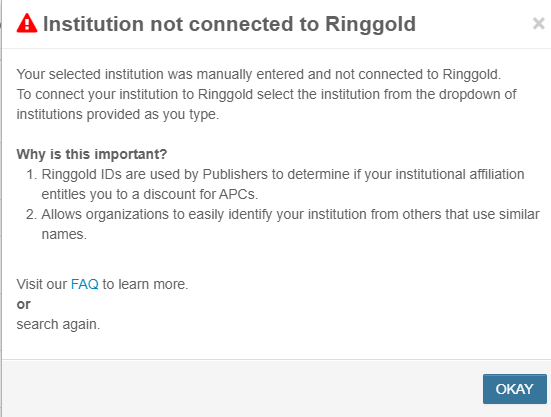 Institution not connected to Ringgold
×
Your selected institution was manually entered and not connected to Ringgold.
To connect your institution to Ringgold select the institution from the dropdown of
institutions provided as you type.
Why is this important?
1. Ringgold IDs are used by Publishers to determine if your institutional affiliation
entitles you to a discount for APCs.
2. Allows organizations to easily identify your institution from others that use similar
names.
Visit our FAQ to learn more.
or
search again.
OKAY